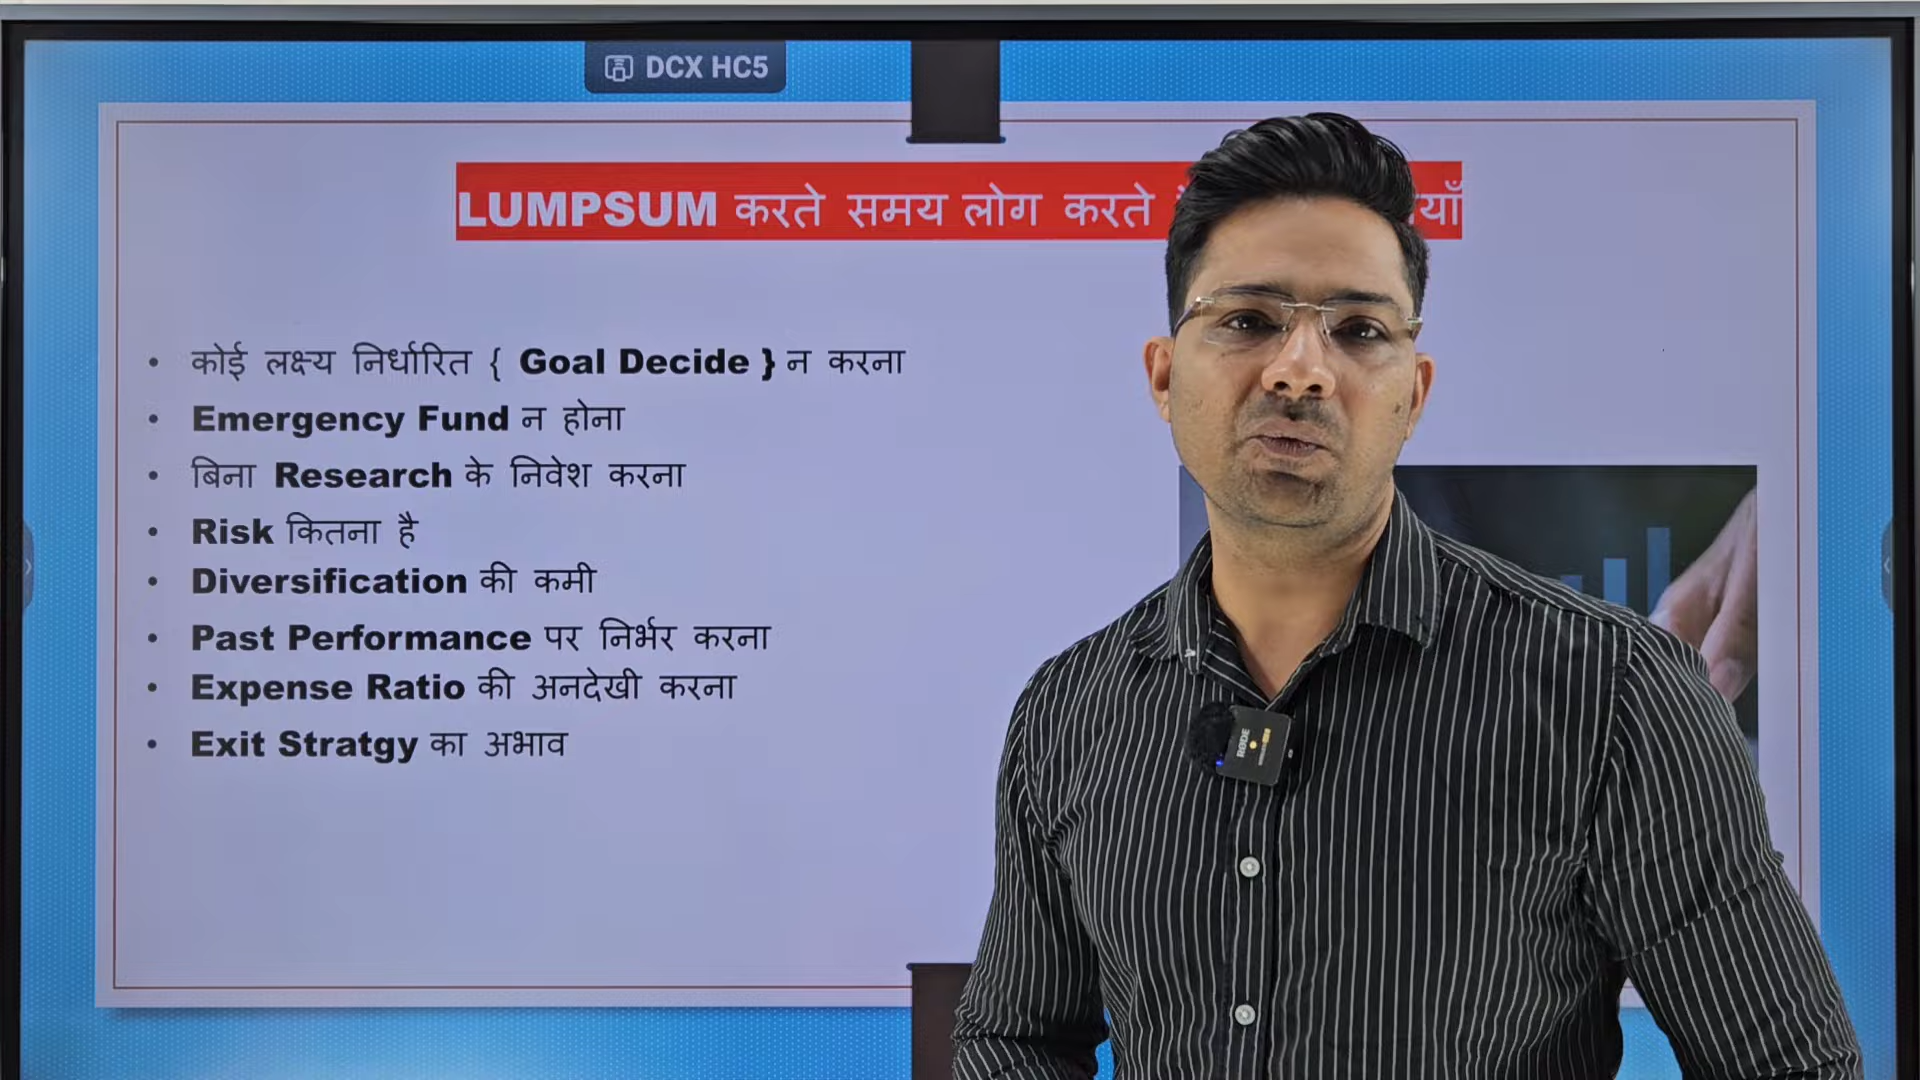 DCX HC5
LUMPSUM करते समय लोग करते
• कोई लक्ष्य निर्धारित { Goal Decide } न करना
• Emergency Fund न होना
• बिना Research के निवेश करना
• Risk कितना है
• Diversification की कमी
• Past Performance पर निर्भर करना
• Expense Ratio की अनदेखी करना
• Exit Stratgy का अभाव
RODE